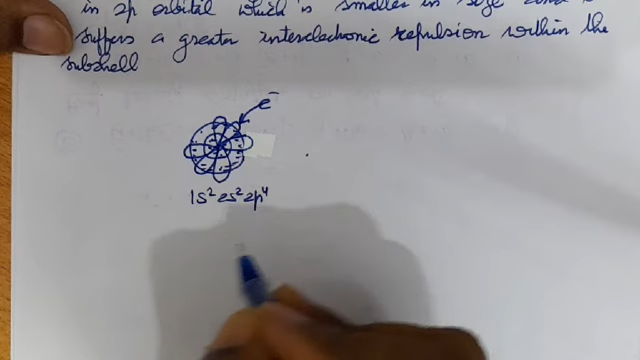 in 2p orbital which is smaller in size and
suffers a greater interelectronic repulsion within the
subshell
e⁻
1s² 2s² 2p⁴